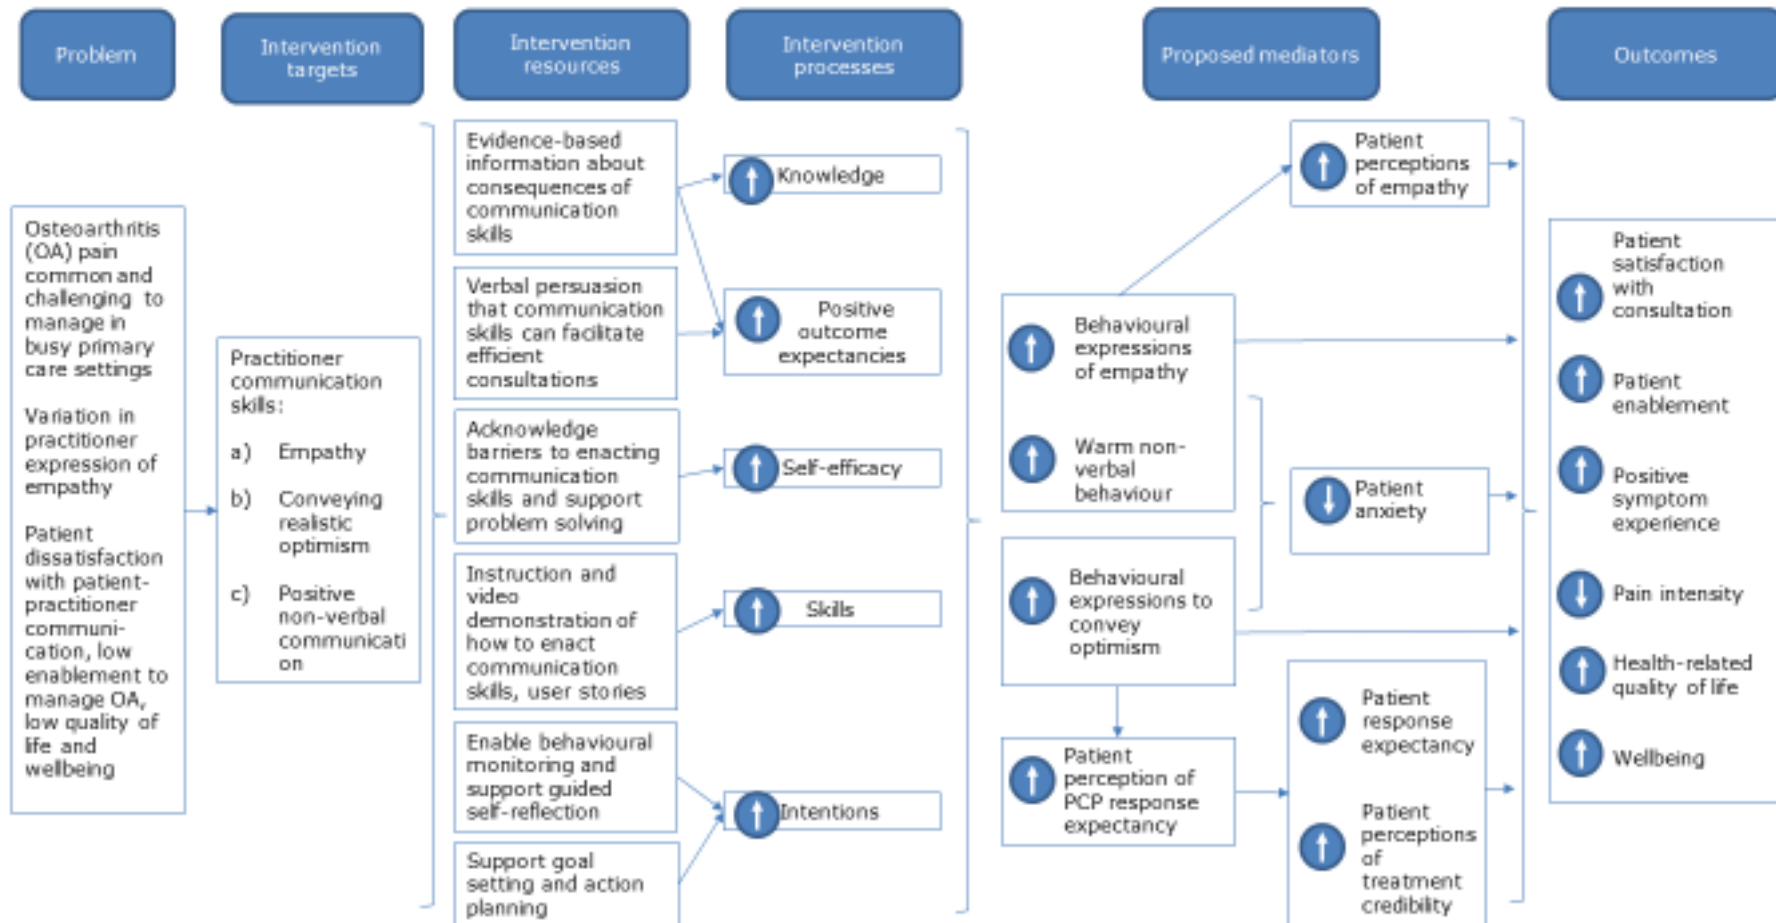 Problem
Intervention
targets
Intervention
resources
Intervention
processes
Proposed mediators
Outcomes
Osteoarthritis
(OA) pain
common and
challenging to
manage in
busy primary
care settings
Variation in
practitioner
expression of
empathy
Patient
dissatisfaction
with patient-
practitioner
communi-
cation, low
enablement to
manage OA,
low quality of
life and
wellbeing
Practitioner
communication
skills:
a) Empathy
b) Conveying
realistic
optimism
c) Positive
non-verbal
communicati
on
Evidence-based
information about
consequences of
communication
skills
Verbal persuasion
that communication
skills can facilitate
efficient
consultations
Acknowledge
barriers to enacting
communication
skills and support
problem solving
Instruction and
video
demonstration of
how to enact
communication
skills, user stories
Enable behavioural
monitoring and
support guided
self-reflection
Support goal
setting and action
planning
Knowledge
Positive
outcome
expectancies
Self-efficacy
Skills
Intentions
Behavioural
expressions
of empathy
Warm non-
verbal
behaviour
Behavioural
expressions to
convey
optimism
Patient
perception of
PCP response
expectancy
Patient
perceptions
of empathy
Patient
anxiety
Patient
response
expectancy
Patient
perceptions
of
treatment
credibility
Patient
satisfaction
with
consultation
Patient
enablement
Positive
symptom
experience
Pain intensity
Health-related
quality of life
Wellbeing